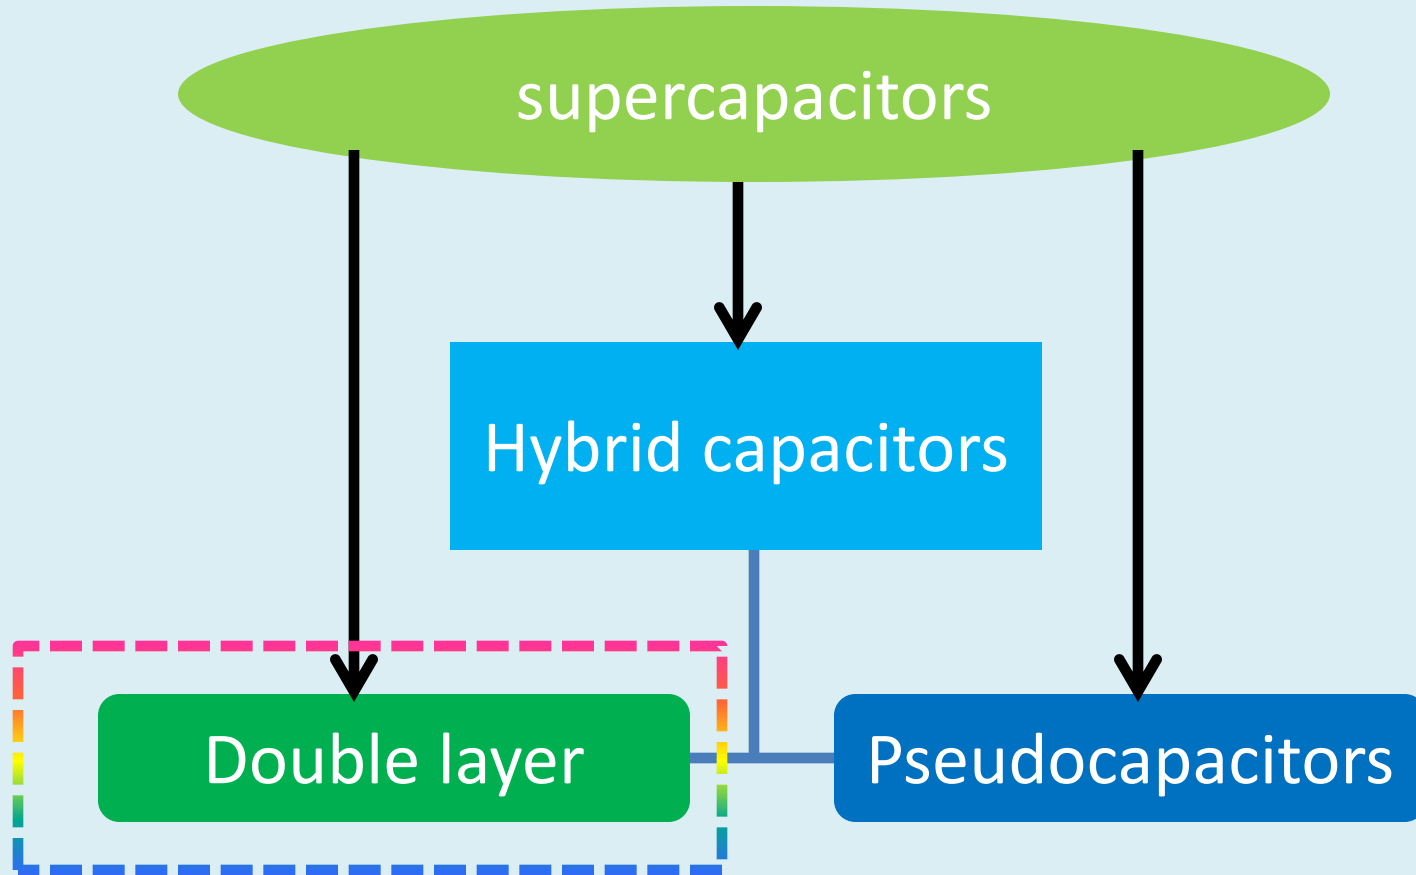 supercapacitors
Hybrid capacitors
Double layer
Pseudocapacitors